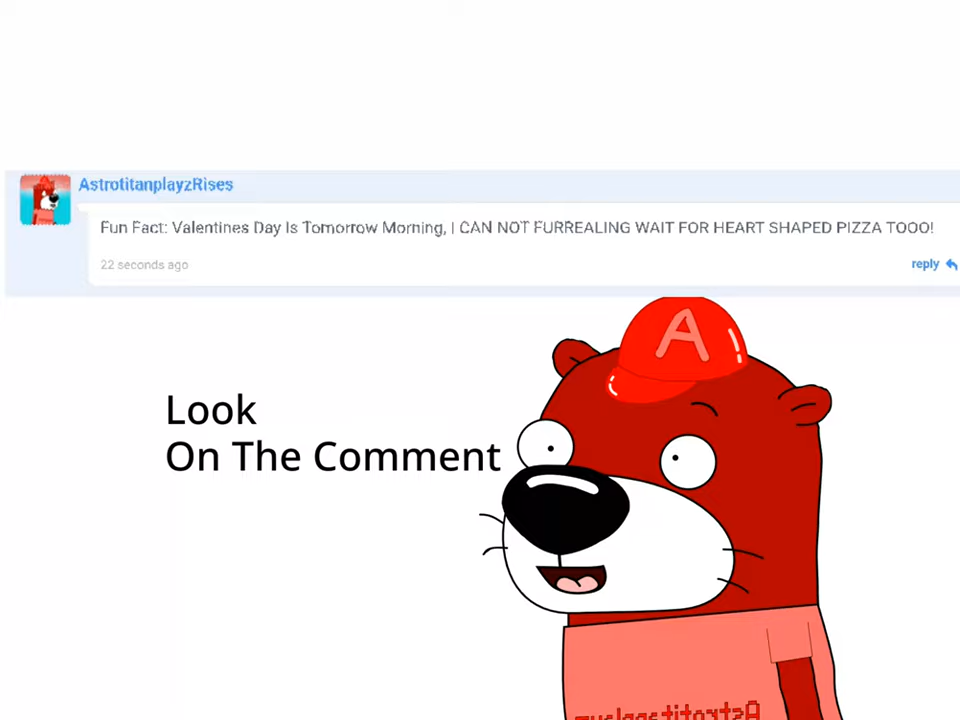 AstrotitanplayzRises
Fun Fact: Valentines Day Is Tomorrow Morning, I CAN NOT FURREALING WAIT FOR HEART SHAPED PIZZA TOOO!
22 seconds ago
reply
A
Look
On The Comment
Astrotitanplayz